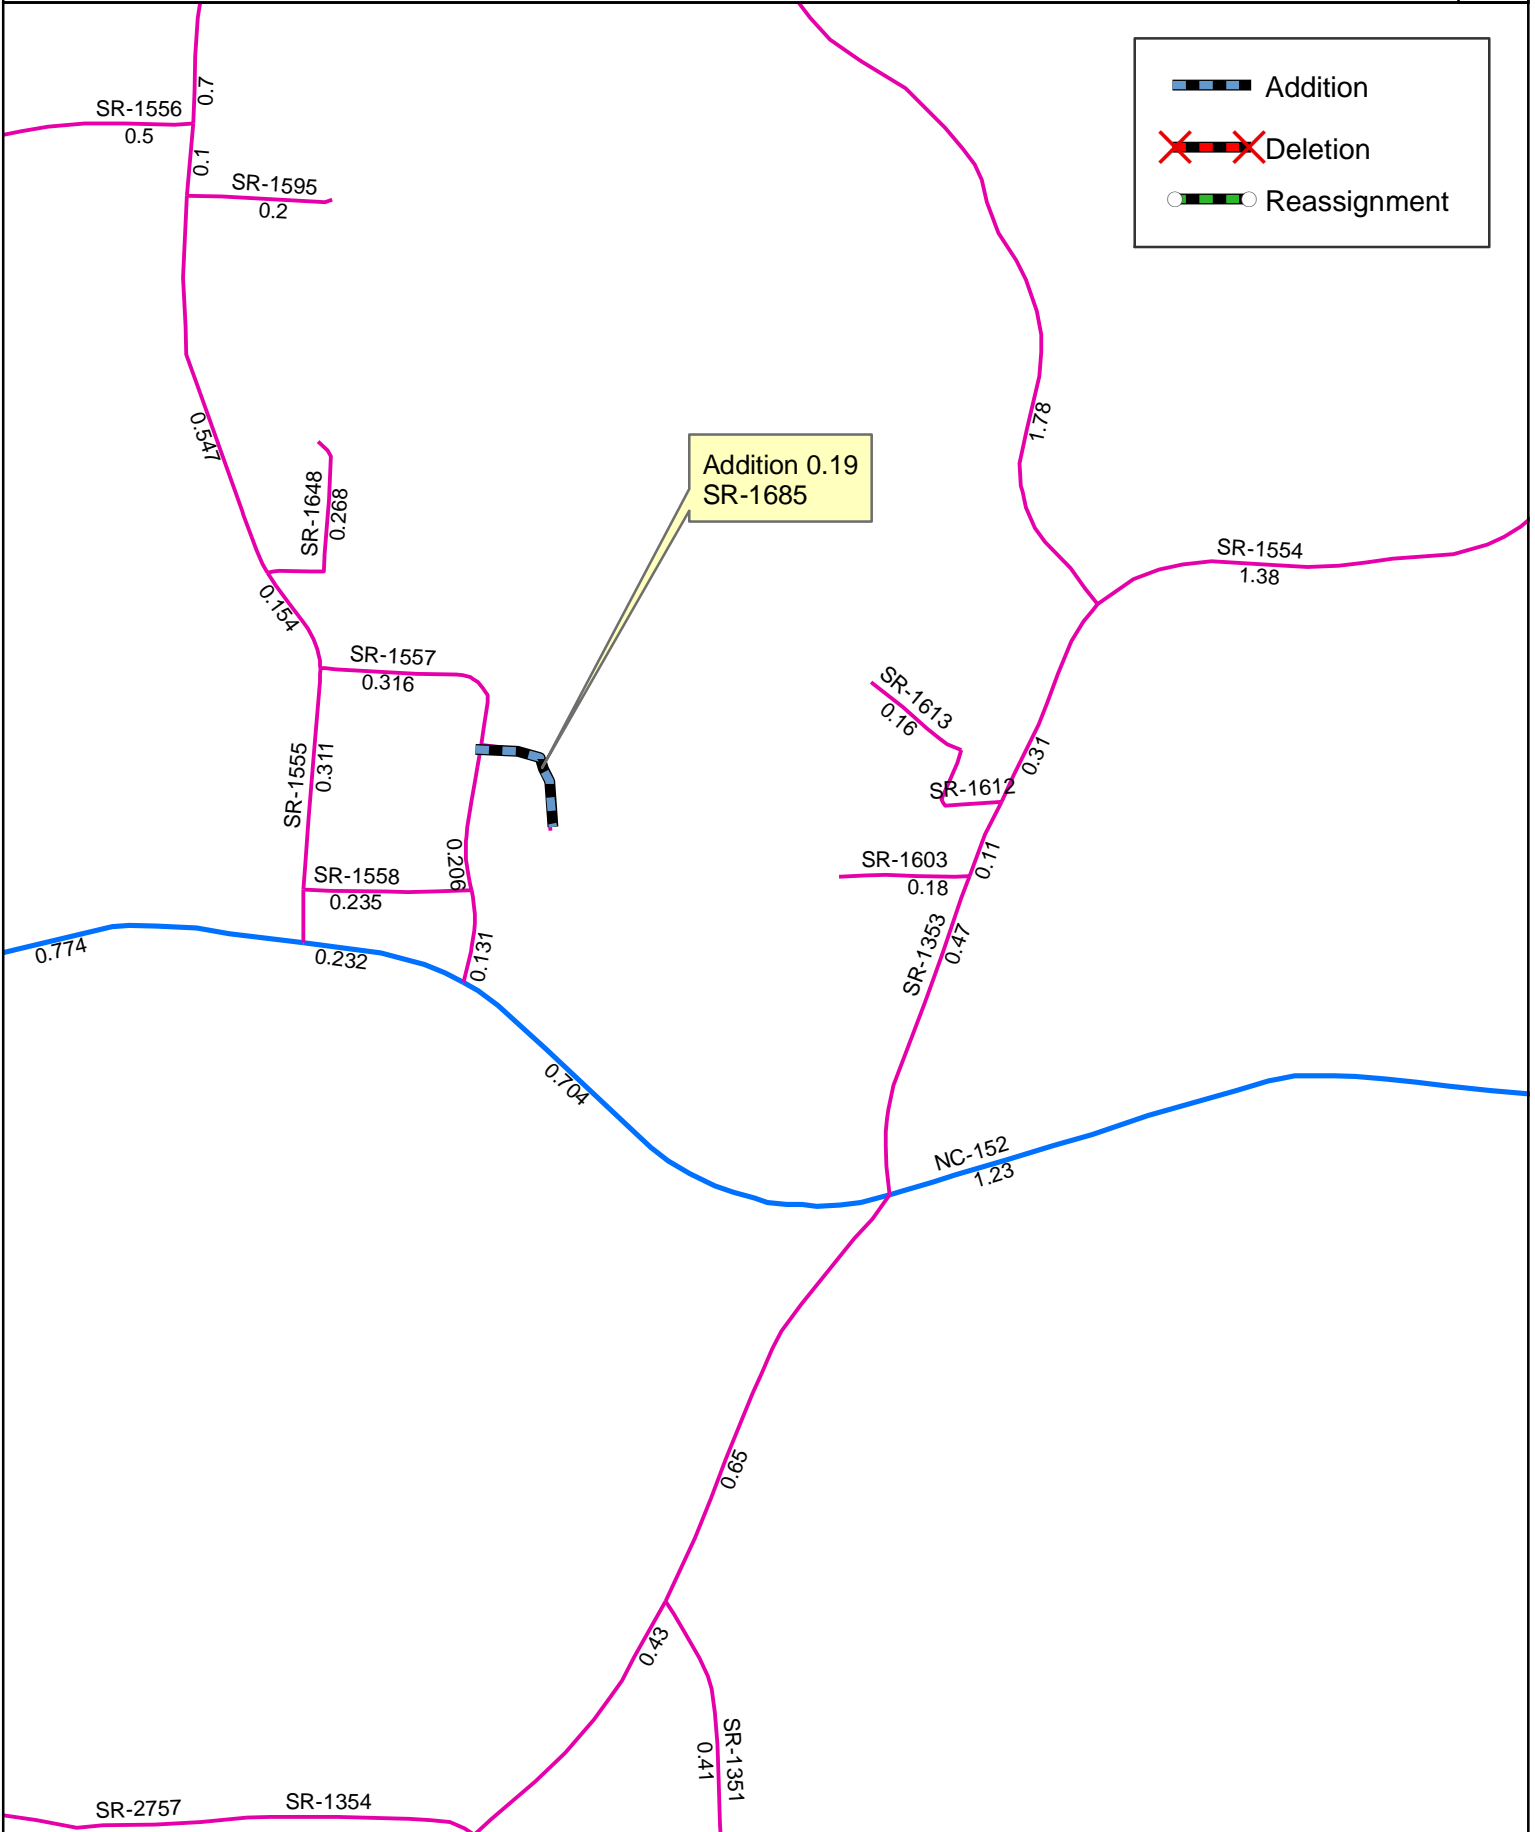 Addition
Deletion
Reassignment
0.7
SR-1556
0.5
0.1
SR-1595
0.2
0.547
SR-1648
0.268
0.154
Addition 0.19
SR-1685
1.78
SR-1554
1.38
SR-1557
0.316
SR-1613
0.16
0.31
SR-1612
SR-1555
0.311
0.206
0.11
SR-1603
0.18
SR-1558
0.235
SR-1353
0.47
0.131
0.774
0.232
0.704
NC-152
1.23
0.65
0.43
SR-1351
0.41
SR-2757
SR-1354